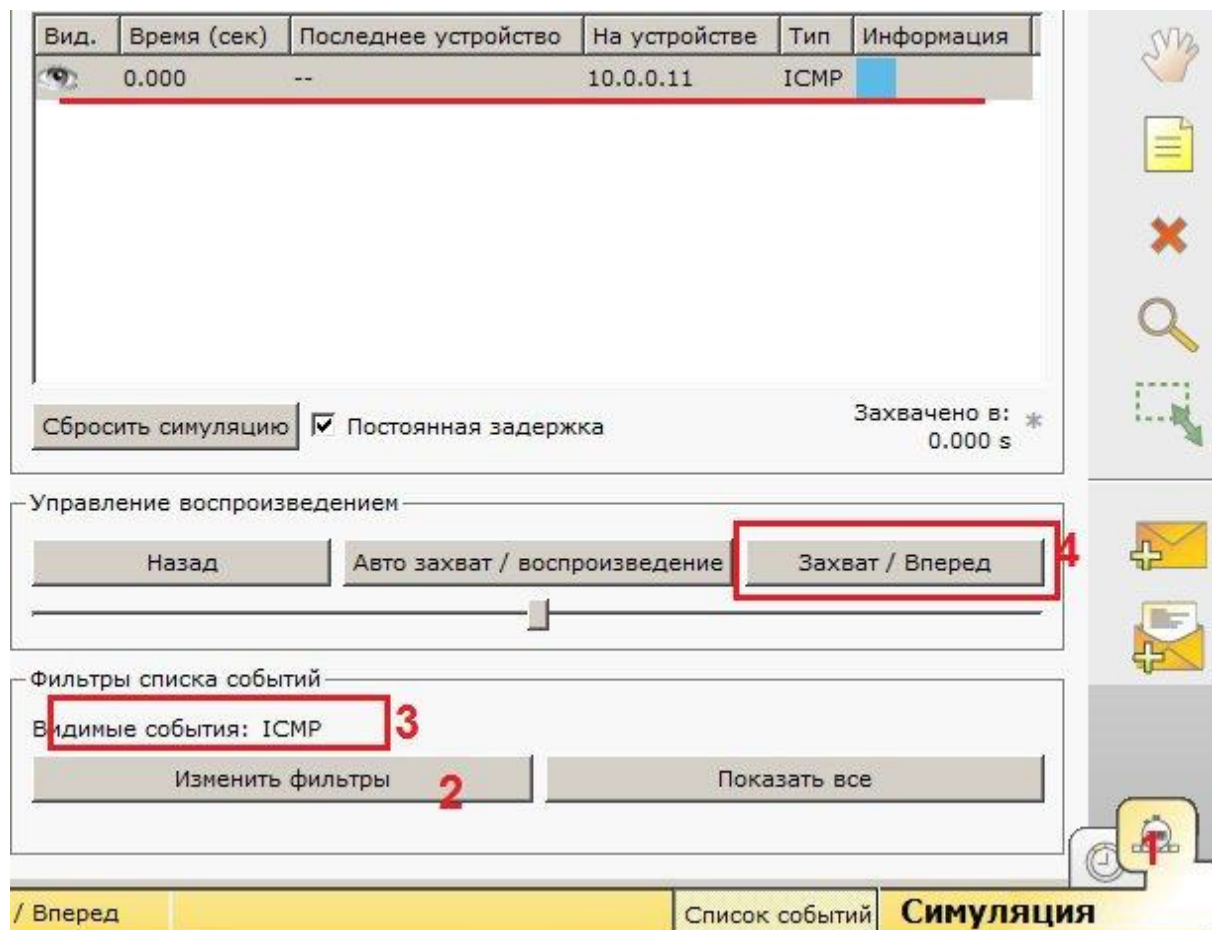 Вид. Время (сек) Последнее устройство На устройстве Тип Информация
0.000 -- 10.0.0.11 ICMP
Сбросить симуляцию Постоянная задержка Захвачено в:
0.000 s
Управление воспроизведением
Назад Авто захват / воспроизведение Захват / Вперед 4
Фильтры списка событий
Видимые события: ICMP 3
Изменить фильтры 2 Показать все
1
/ Вперед Список событий Симуляция